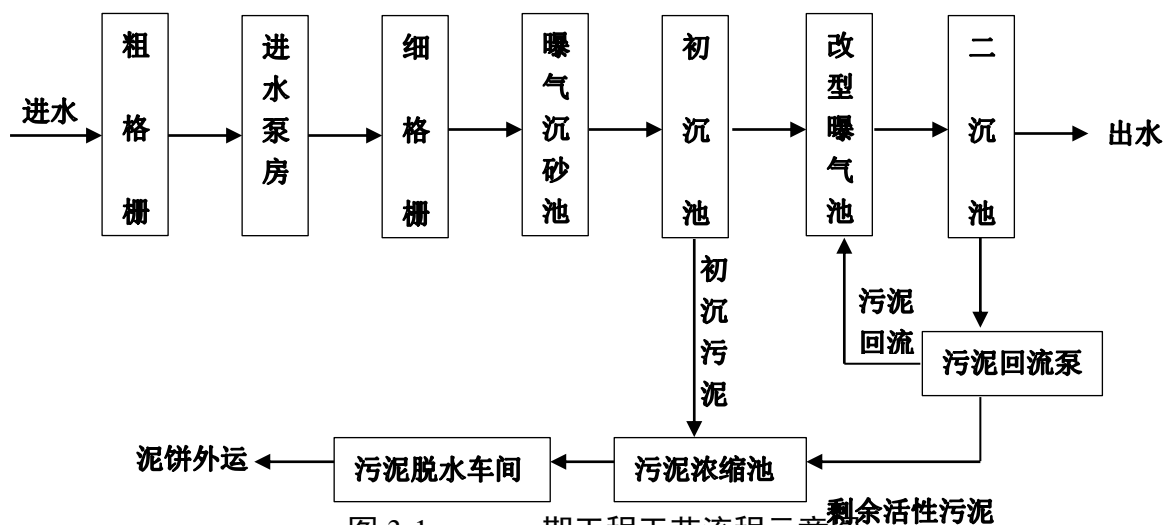 进水
粗格栅
进水泵房
细格栅
曝气沉砂池
初沉池
改型曝气池
二沉池
出水
初沉污泥
污泥
回流
污泥回流泵
泥饼外运
污泥脱水车间
污泥浓缩池
剩余活性污泥
图 3-1 期工程工艺流程示意